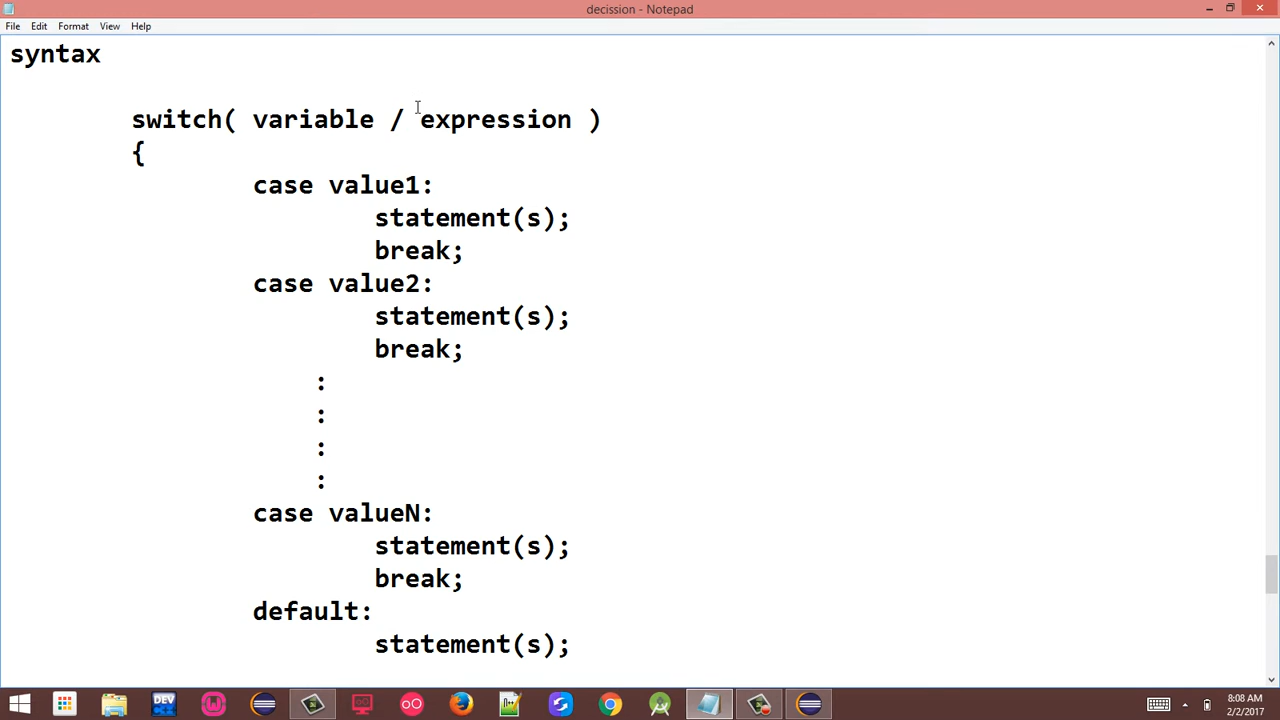 decission - Notepad
File Edit Format View Help
syntax
switch( variable / expression )
{
case value1:
statement(s);
break;
case value2:
statement(s);
break;
:
:
:
:
case valueN:
statement(s);
break;
default:
statement(s);
DEV
8:08 AM
2/2/2017